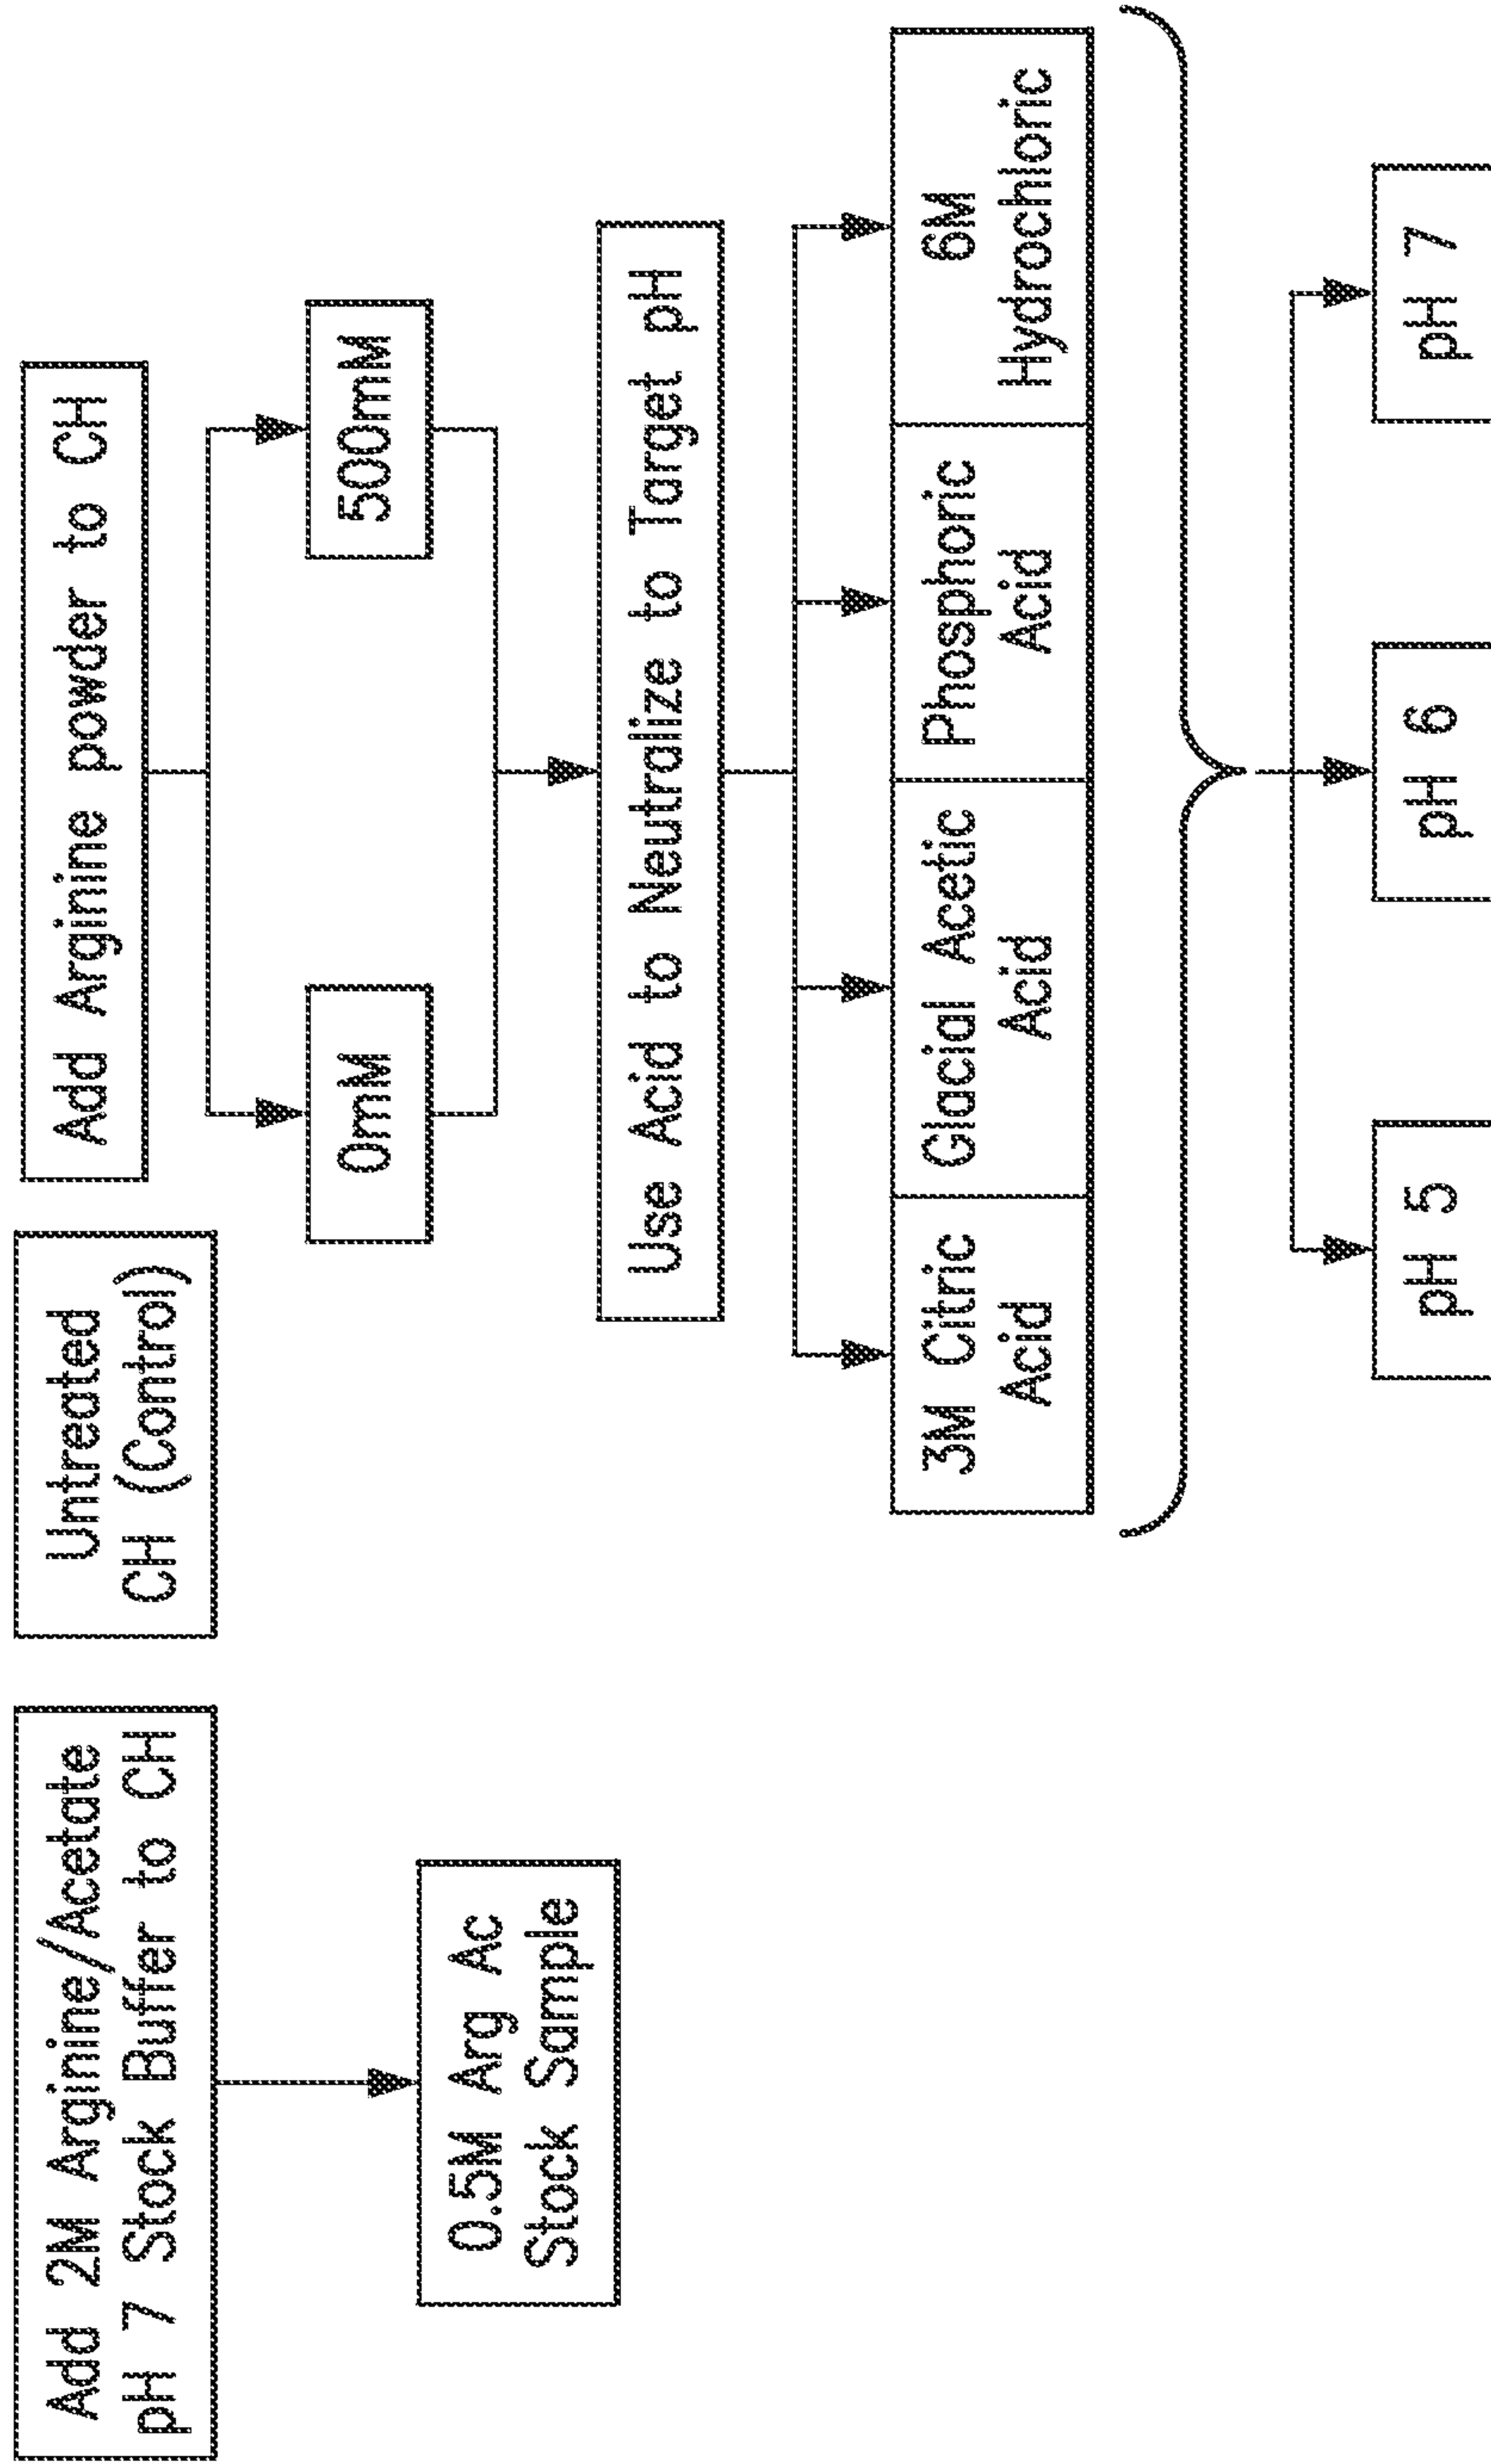 Add 2M Arginine/Acetate
pH 7 Stock Buffer to CH
Untreated
CH (Control)
Add Arginine powder to CH
0.5M Arg Ac
Stock Sample
0mM
500mM
Use Acid to Neutralize to Target pH
3M Citric
Acid
Glacial Acetic
Acid
Phosphoric
Acid
6M
Hydrochloric
pH 5
pH 6
pH 7